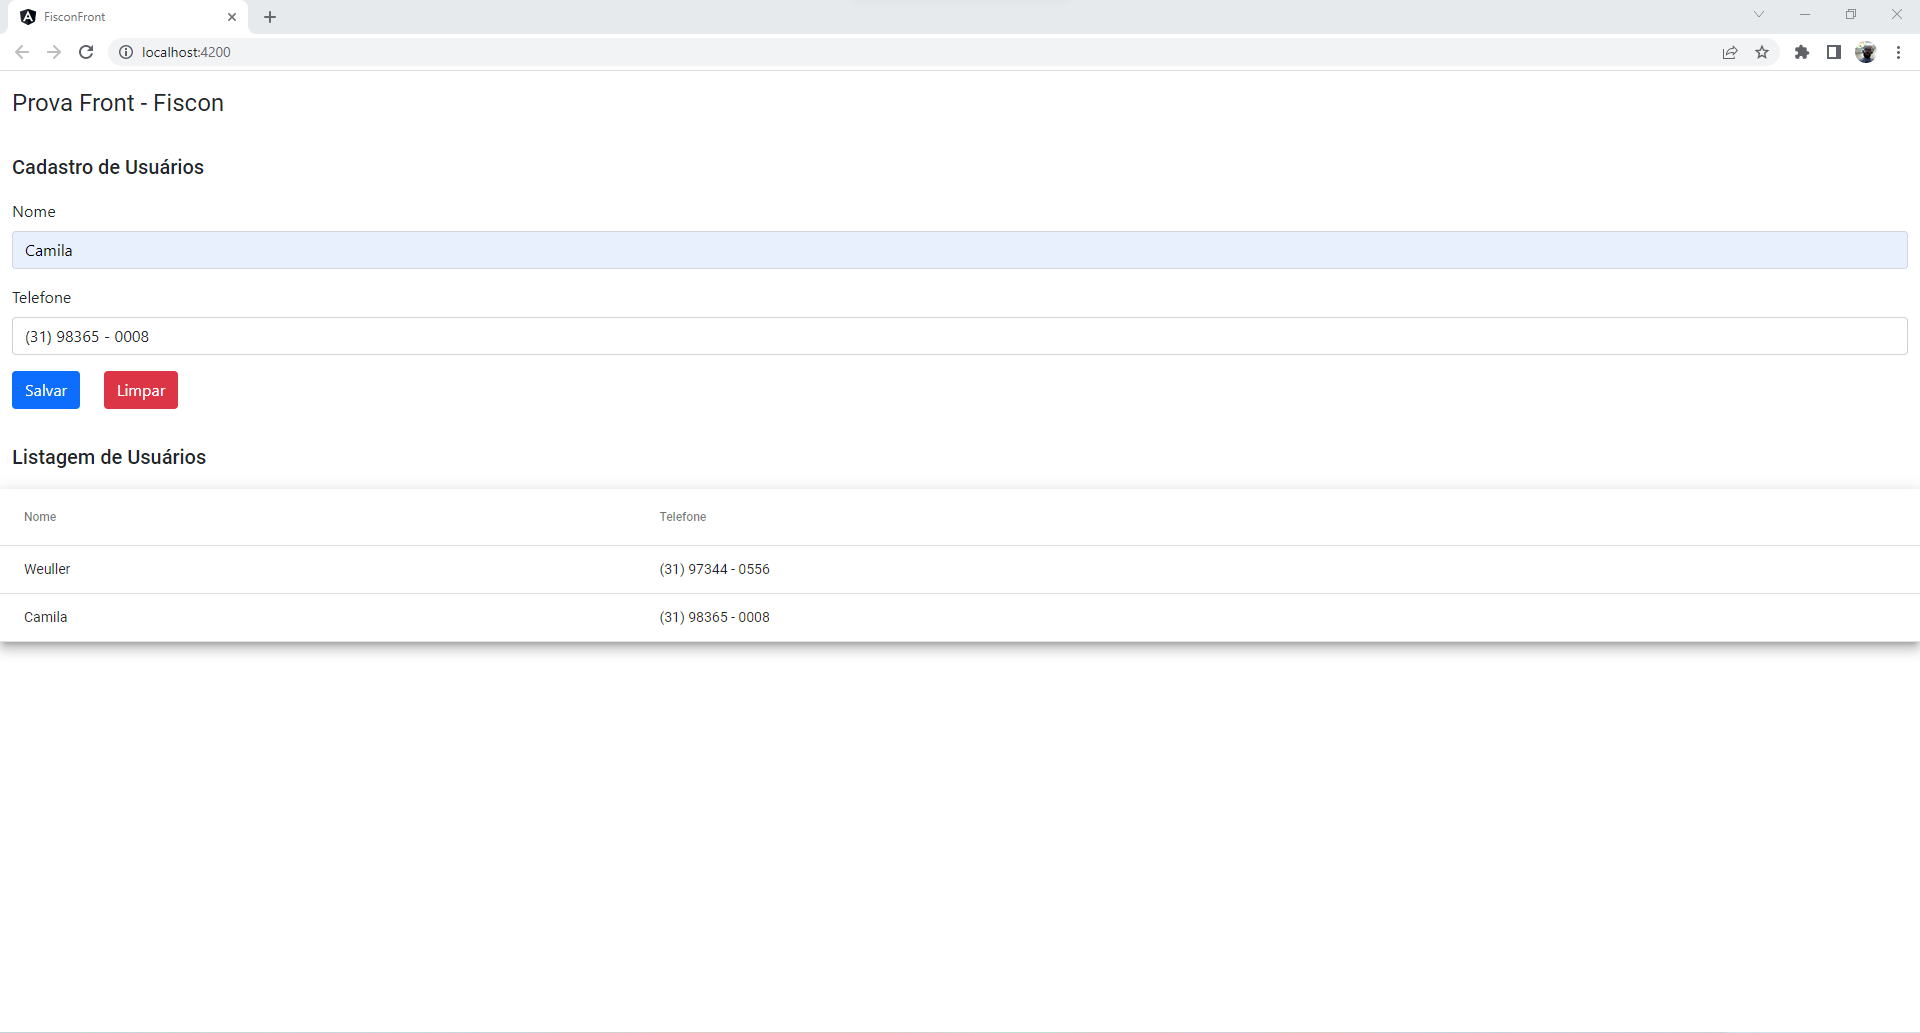 FisconFront
localhost:4200
Prova Front - Fiscon
Cadastro de Usuários
Nome
Camila
Telefone
(31) 98365 - 0008
Salvar Limpar
Listagem de Usuários
Nome Telefone
Weuller (31) 97344 - 0556
Camila (31) 98365 - 0008